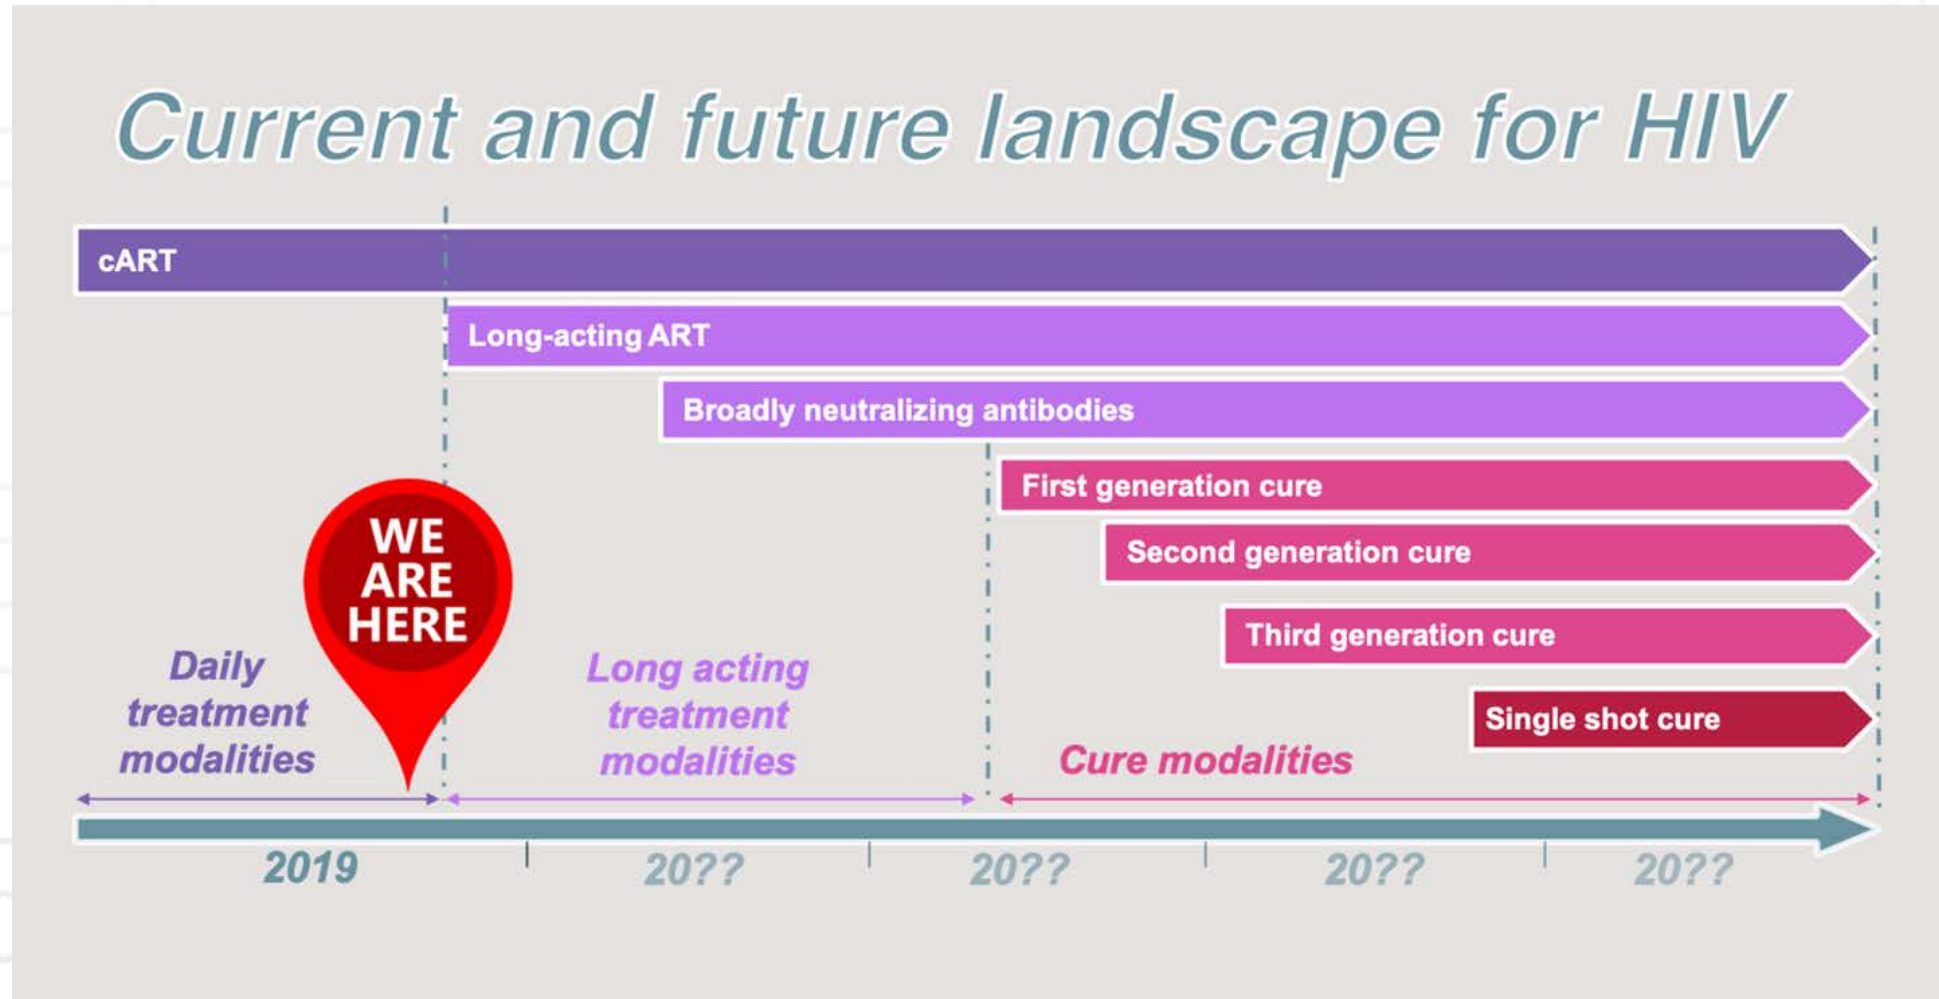 Current and future landscape for HIV
cART
Long-acting ART
Broadly neutralizing antibodies
First generation cure
Second generation cure
Third generation cure
Single shot cure
WE
ARE
HERE
Daily
treatment
modalities
Long acting
treatment
modalities
Cure modalities
2019
20??
20??
20??
20??